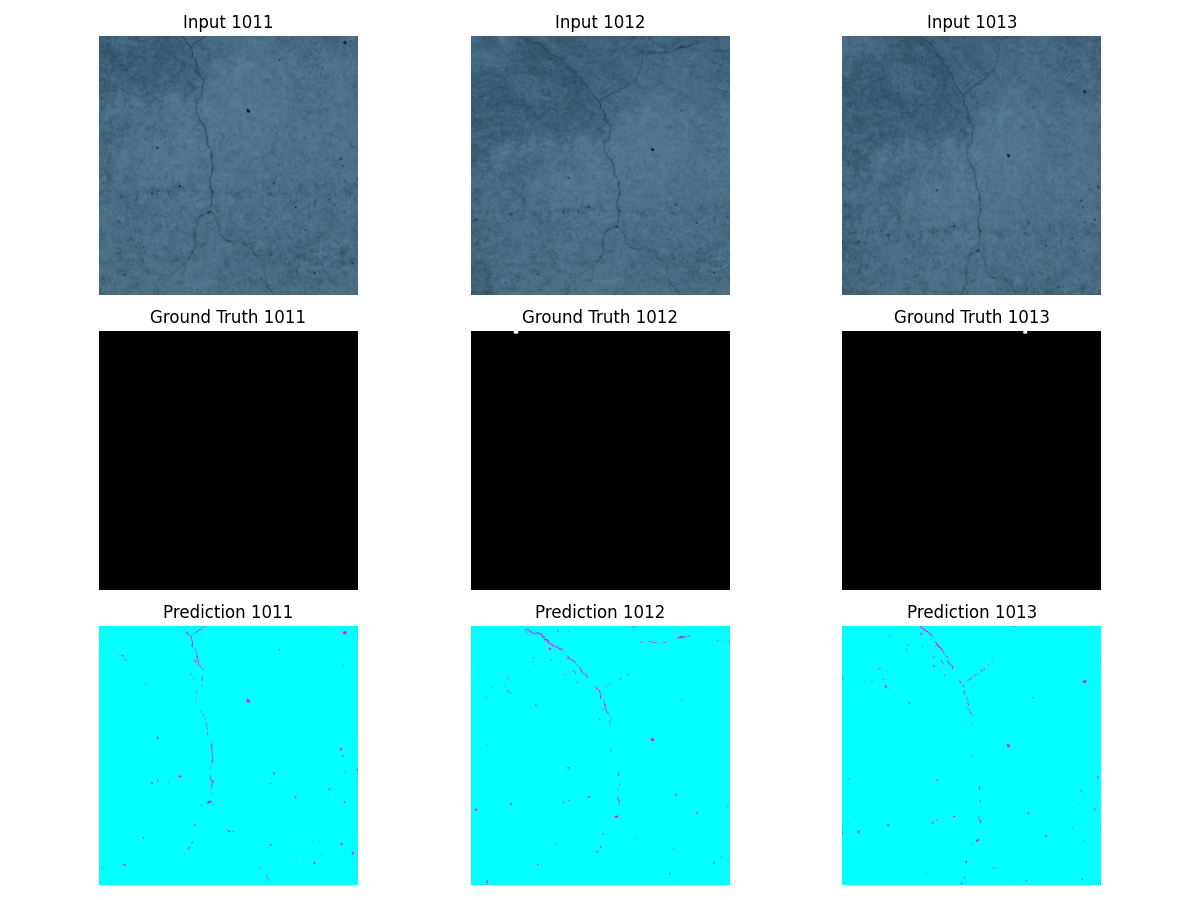 Input 1011
Input 1012
Input 1013
Ground Truth 1011
Ground Truth 1012
Ground Truth 1013
Prediction 1011
Prediction 1012
Prediction 1013